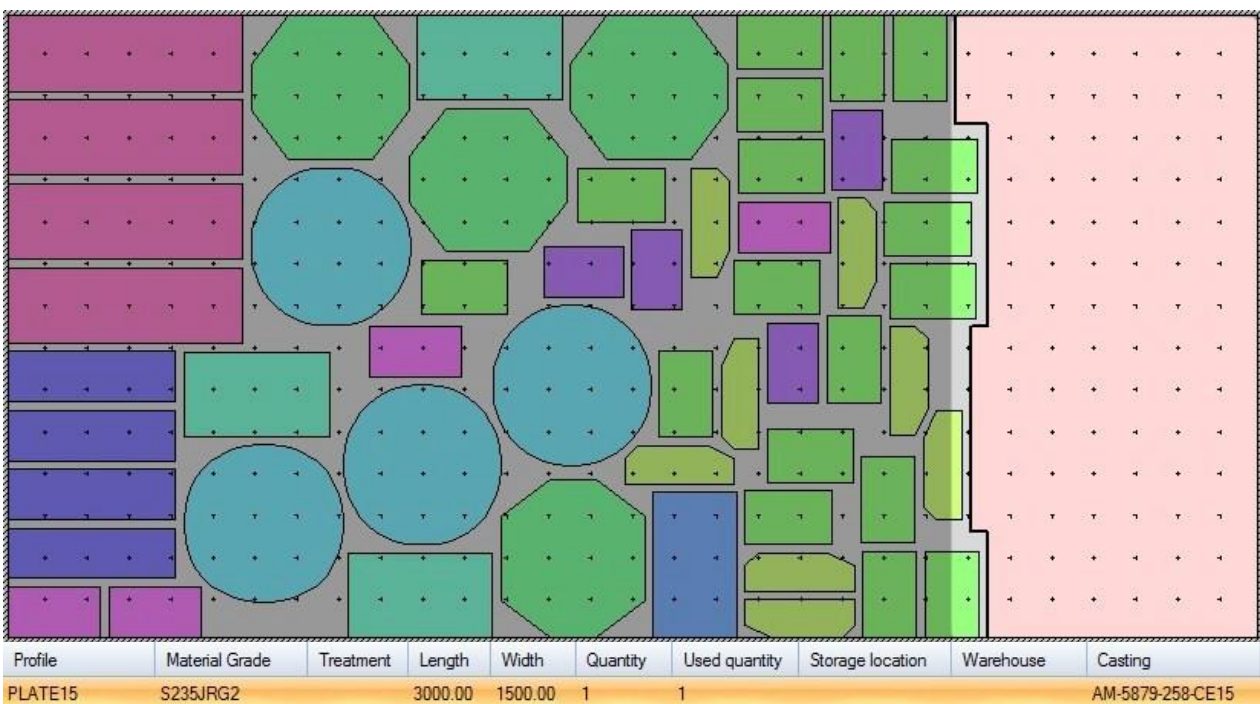 Profile Material Grade Treatment Length Width Quantity Used quantity Storage location Warehouse Casting
PLATE15 S235JRG2 3000.00 1500.00 1 1 AM-5879-258-CE15